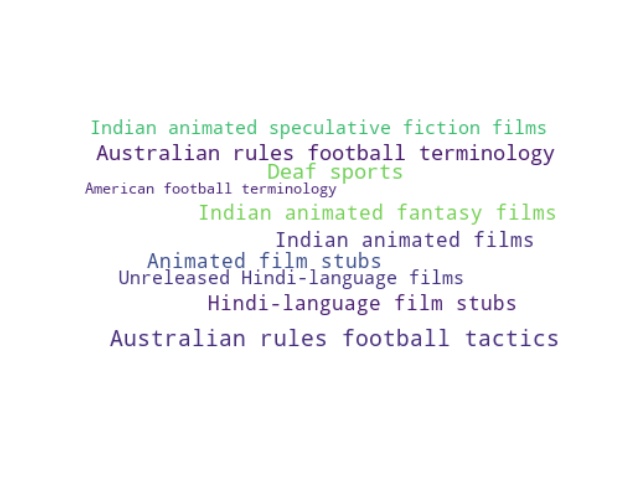 Indian animated speculative fiction films
Australian rules football terminology
Deaf sports
American football terminology
Indian animated fantasy films
Indian animated films
Animated film stubs
Unreleased Hindi-language films
Hindi-language film stubs
Australian rules football tactics